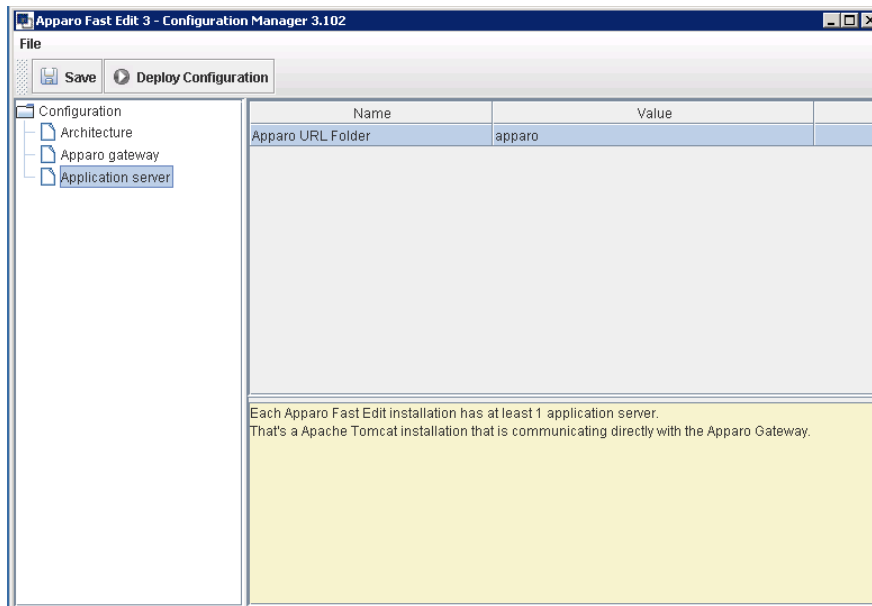 Apparo Fast Edit 3 - Configuration Manager 3.102
File
Save Deploy Configuration
Configuration
Architecture
Apparo gateway
Application server
Name Value
Apparo URL Folder apparo
Each Apparo Fast Edit installation has at least 1 application server.
That's a Apache Tomcat installation that is communicating directly with the Apparo Gateway.